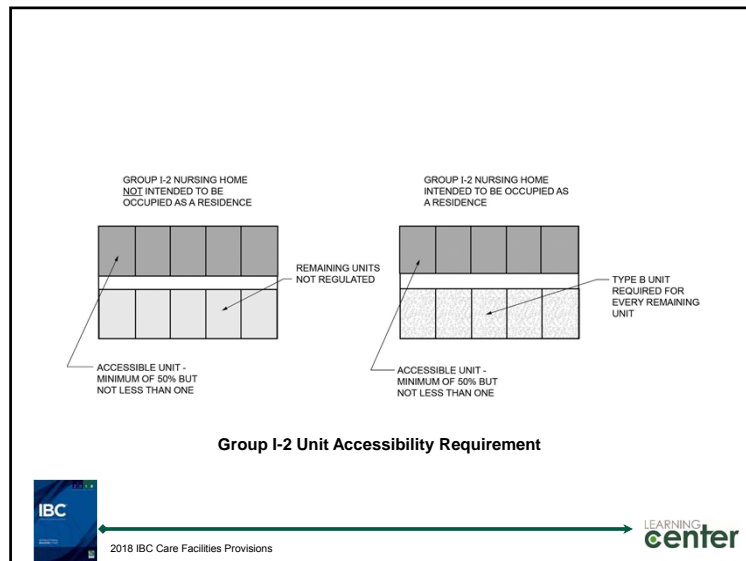 GROUP I-2 NURSING HOME
NOT INTENDED TO BE
OCCUPIED AS A RESIDENCE
GROUP I-2 NURSING HOME
INTENDED TO BE OCCUPIED AS
A RESIDENCE
REMAINING UNITS
NOT REGULATED
TYPE B UNIT
REQUIRED FOR
EVERY REMAINING
UNIT
ACCESSIBLE UNIT -
MINIMUM OF 50% BUT
NOT LESS THAN ONE
ACCESSIBLE UNIT -
MINIMUM OF 50% BUT
NOT LESS THAN ONE
Group I-2 Unit Accessibility Requirement
IBC
2018 IBC Care Facilities Provisions
LEARNING
center